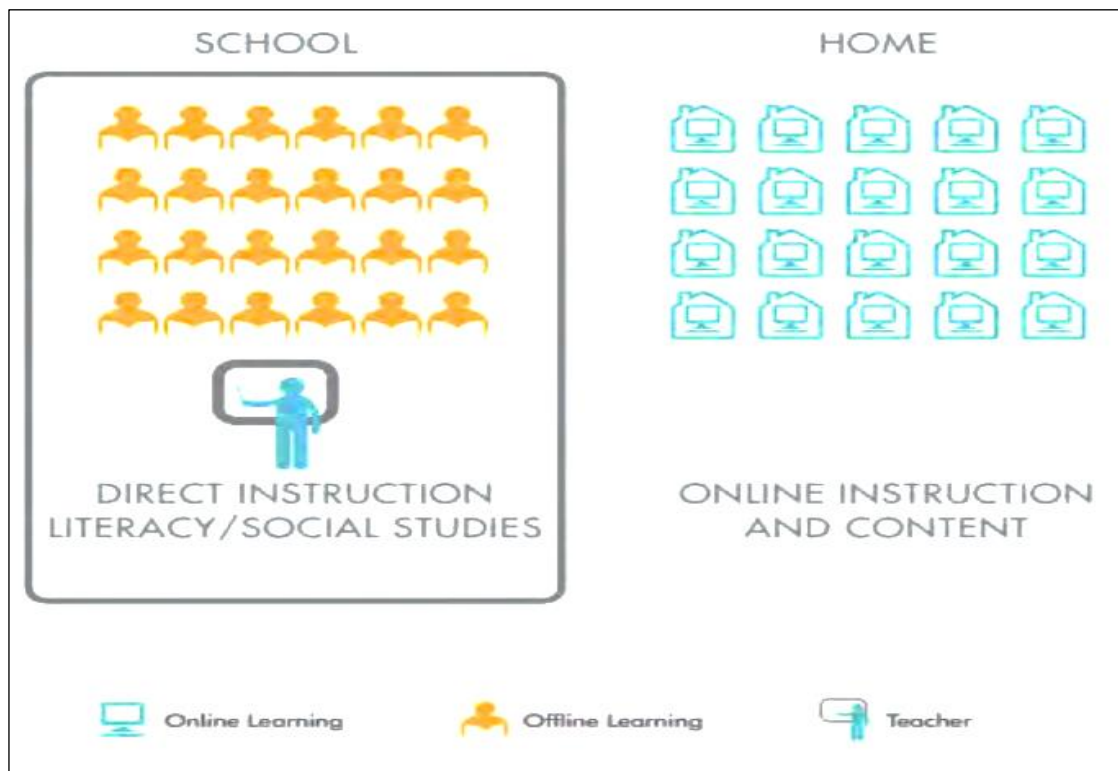 SCHOOL
HOME
DIRECT INSTRUCTION
LITERACY/SOCIAL STUDIES
ONLINE INSTRUCTION
AND CONTENT
Online Learning
Offline Learning
Teacher